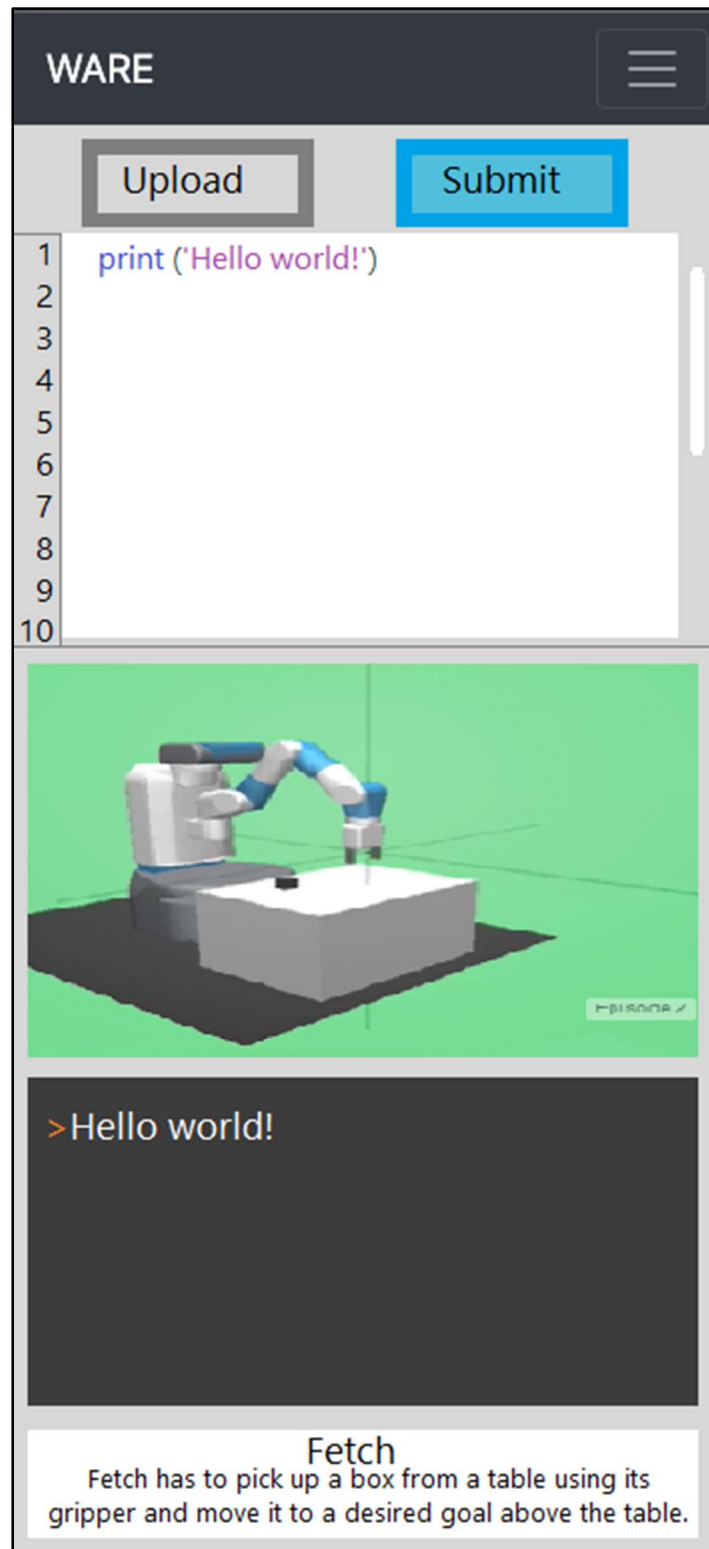 WARE
Upload
Submit
1 print ('Hello world!')
2
3
4
5
6
7
8
9
10
>Hello world!
Fetch
Fetch has to pick up a box from a table using its
gripper and move it to a desired goal above the table.